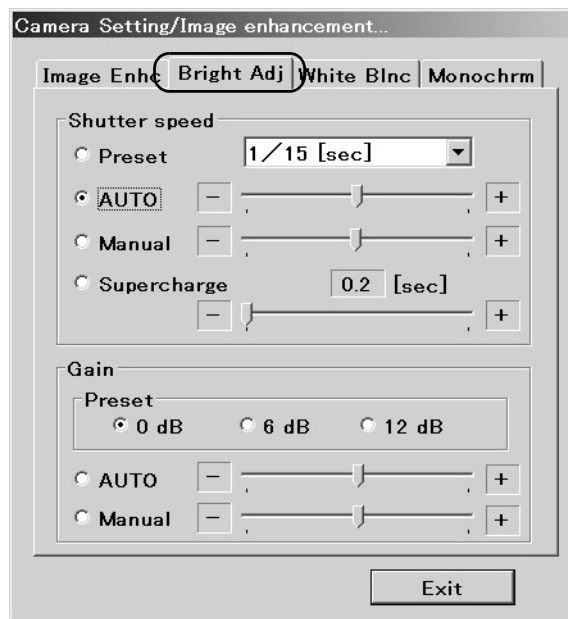 Camera Setting/Image enhancement...
Image Enhc Bright Adj White Blnc Monochrm
Shutter speed
Preset 1／15 [sec]
AUTO - +
Manual - +
Supercharge 0.2 [sec]
- +
Gain
Preset
0 dB 6 dB 12 dB
AUTO - +
Manual - +
Exit